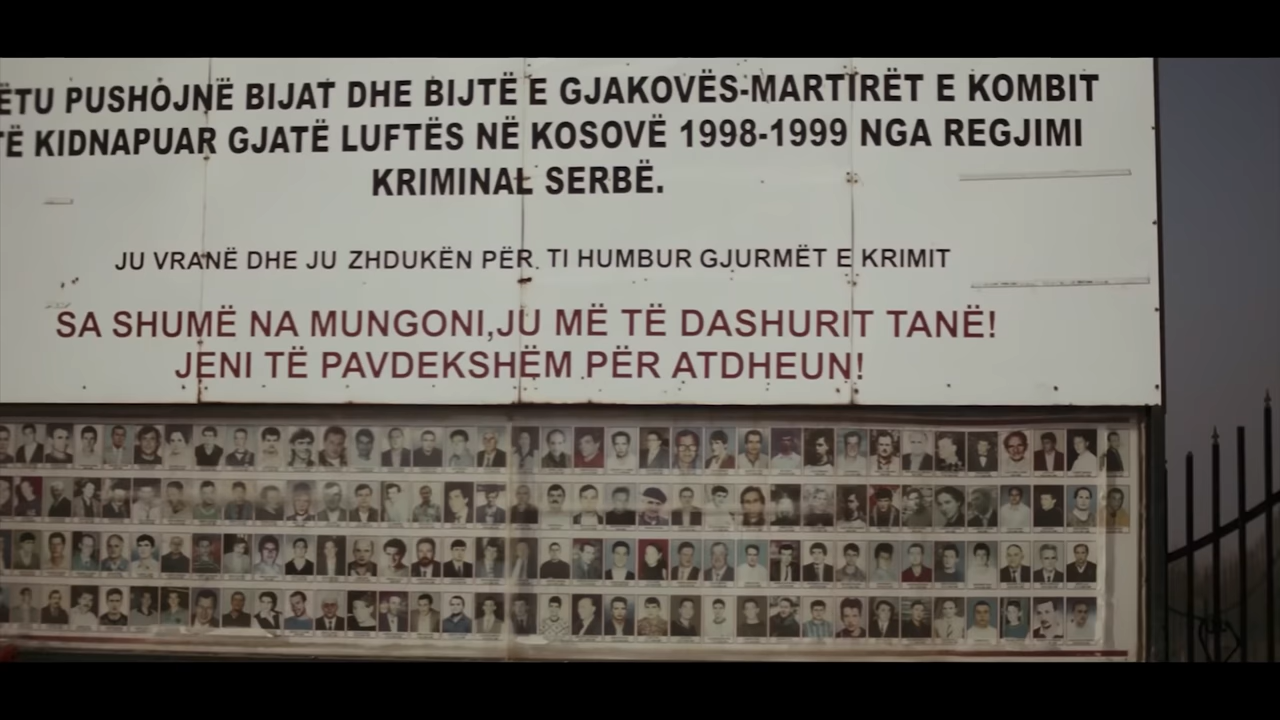 ËTU PUSHOJNË BIJAT DHE BIJTË E GJAKOVËS-MARTIRËT E KOMBIT
TË KIDNAPUAR GJATË LUFTËS NË KOSOVË 1998-1999 NGA REGJIMI
KRIMINAL SERBË.
JU VRANË DHE JU ZHDUKËN PËR TI HUMBUR GJURMËT E KRIMIT
SA SHUMË NA MUNGONI,JU MË TË DASHURIT TANË!
JENI TË PAVDEKSHËM PËR ATDHEUN!